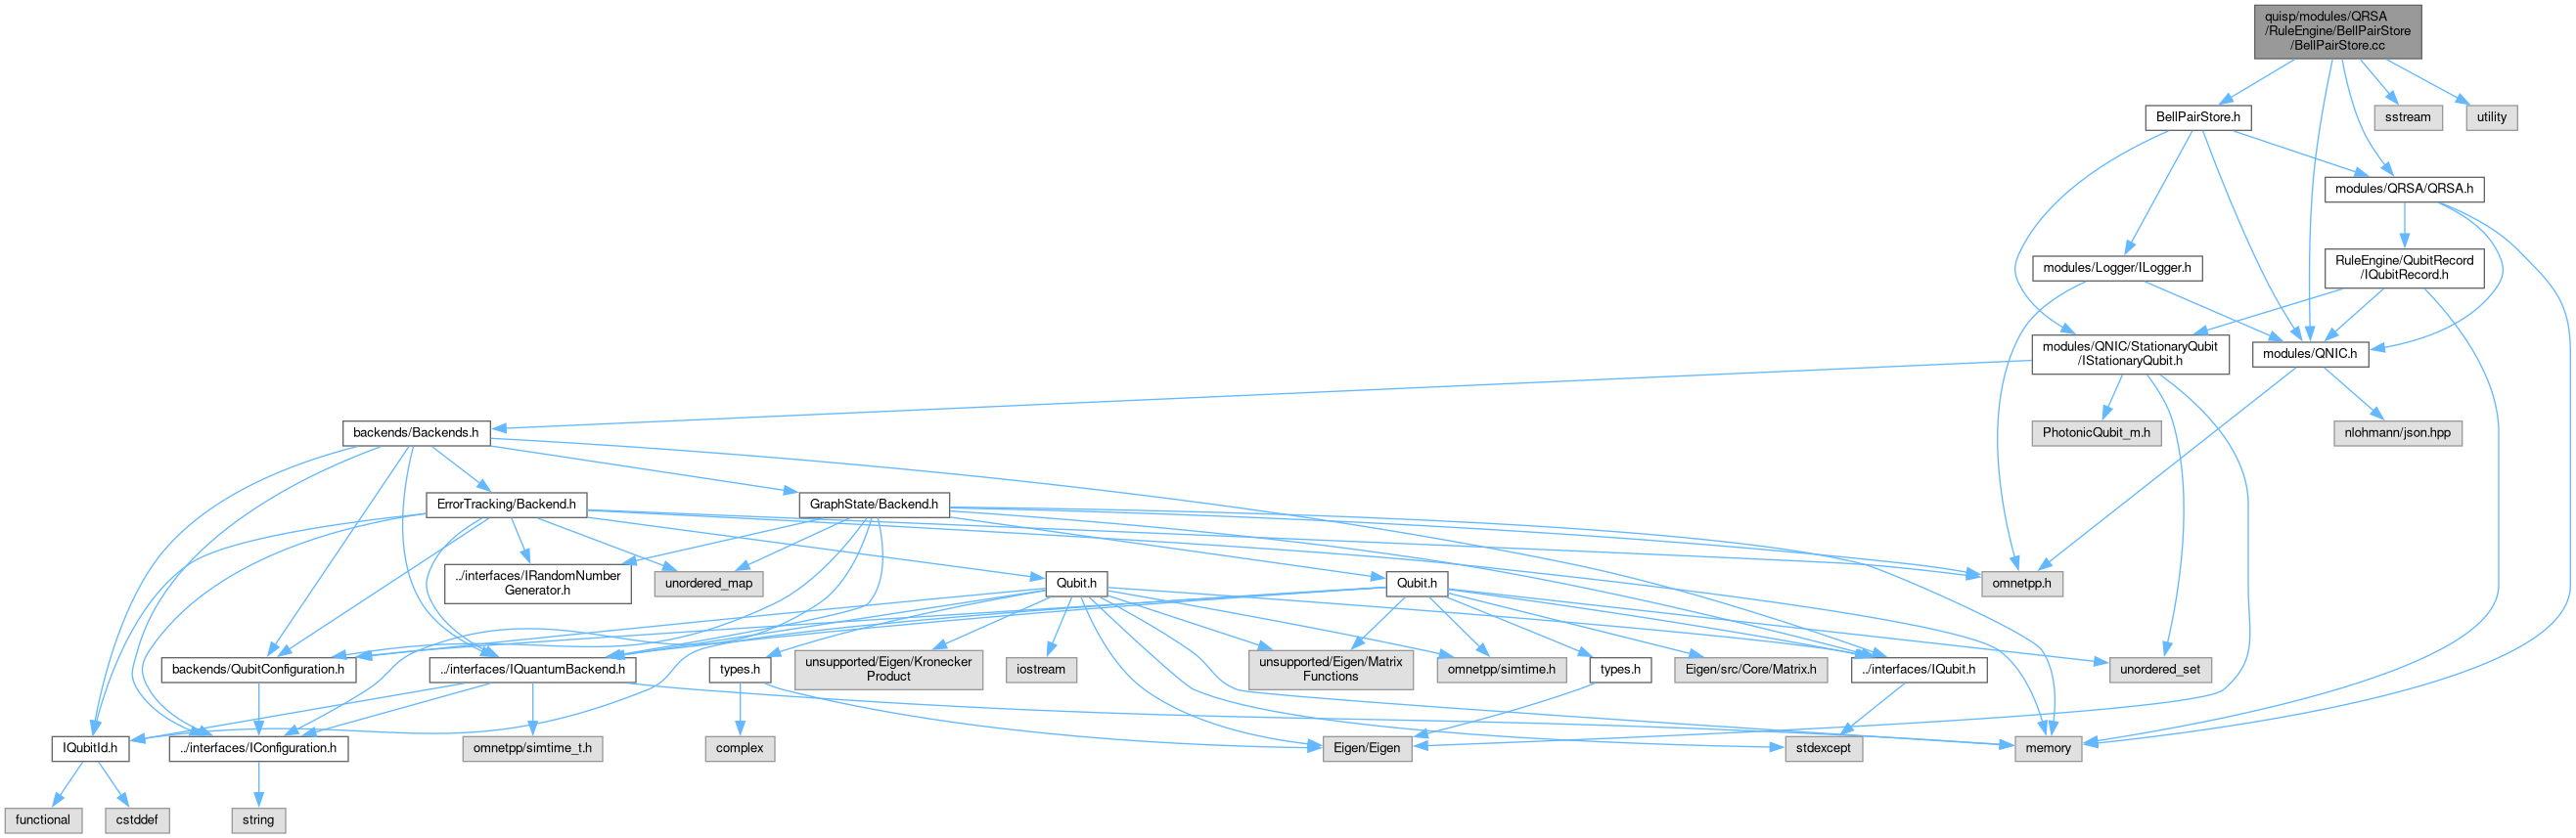 quisp/modules/QRSA
/RuleEngine/BellPairStore
/BellPairStore.cc
BellPairStore.h
sstream
utility
modules/QRSA/QRSA.h
modules/Logger/ILogger.h
RuleEngine/QubitRecord
/IQubitRecord.h
modules/QNIC/StationaryQubit
/IStationaryQubit.h
modules/QNIC.h
backends/Backends.h
PhotonicQubit_m.h
nlohmann/json.hpp
ErrorTracking/Backend.h
GraphState/Backend.h
../interfaces/IRandomNumber
Generator.h
unordered_map
Qubit.h
Qubit.h
omnetpp.h
backends/QubitConfiguration.h
../interfaces/IQuantumBackend.h
types.h
unsupported/Eigen/Kronecker
Product
iostream
unsupported/Eigen/Matrix
Functions
omnetpp/simtime.h
types.h
Eigen/src/Core/Matrix.h
../interfaces/IQubit.h
unordered_set
IQubitId.h
../interfaces/IConfiguration.h
omnetpp/simtime_t.h
complex
Eigen/Eigen
stdexcept
memory
functional
cstddef
string